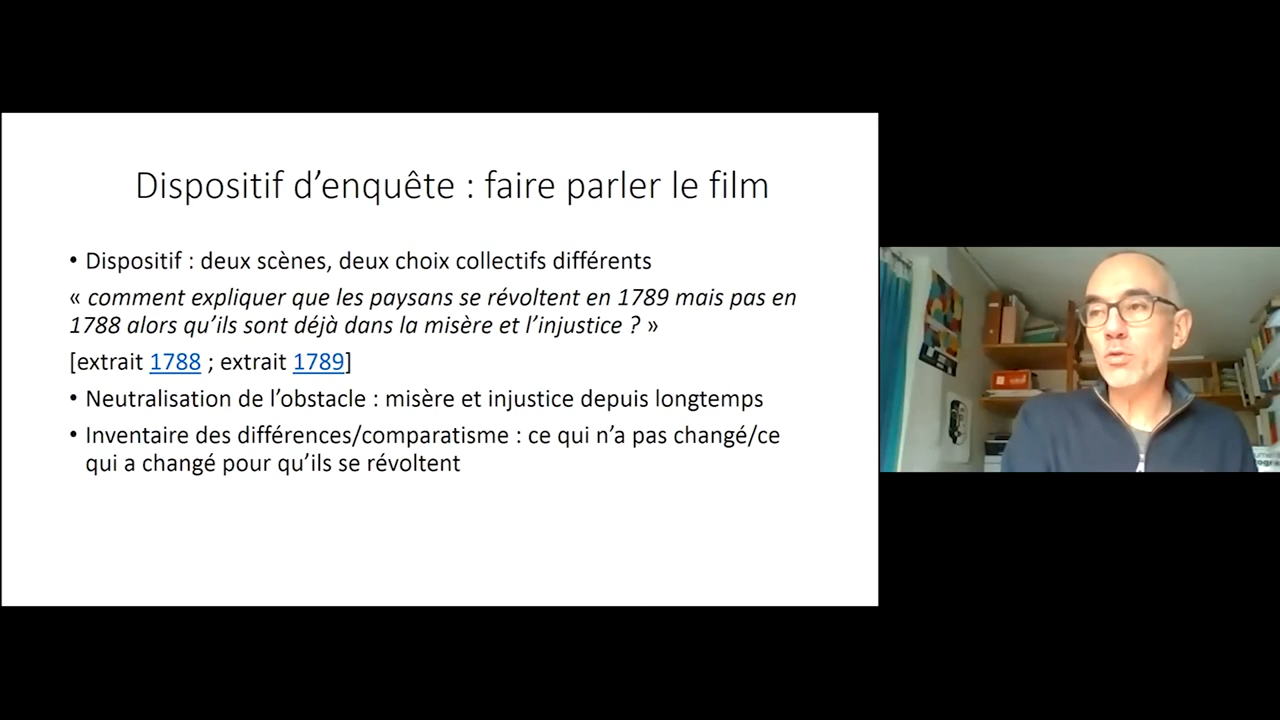 Dispositif d’enquête : faire parler le film
• Dispositif : deux scènes, deux choix collectifs différents
« comment expliquer que les paysans se révoltent en 1789 mais pas en
1788 alors qu’ils sont déjà dans la misère et l’injustice ? »
[extrait 1788 ; extrait 1789]
• Neutralisation de l’obstacle : misère et injustice depuis longtemps
• Inventaire des différences/comparatisme : ce qui n’a pas changé/ce
qui a changé pour qu’ils se révoltent